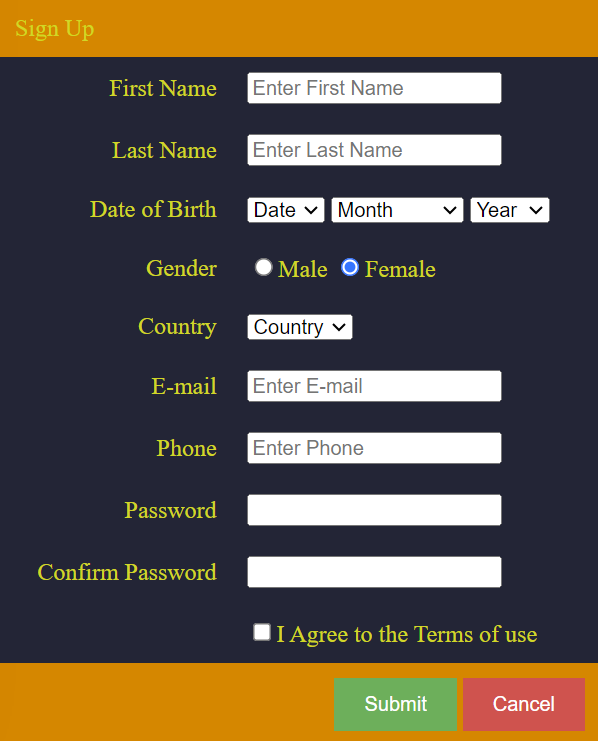 Sign Up
First Name Enter First Name
Last Name Enter Last Name
Date of Birth Date Month Year
Gender Male Female
Country Country
E-mail Enter E-mail
Phone Enter Phone
Password
Confirm Password
I Agree to the Terms of use
Submit Cancel